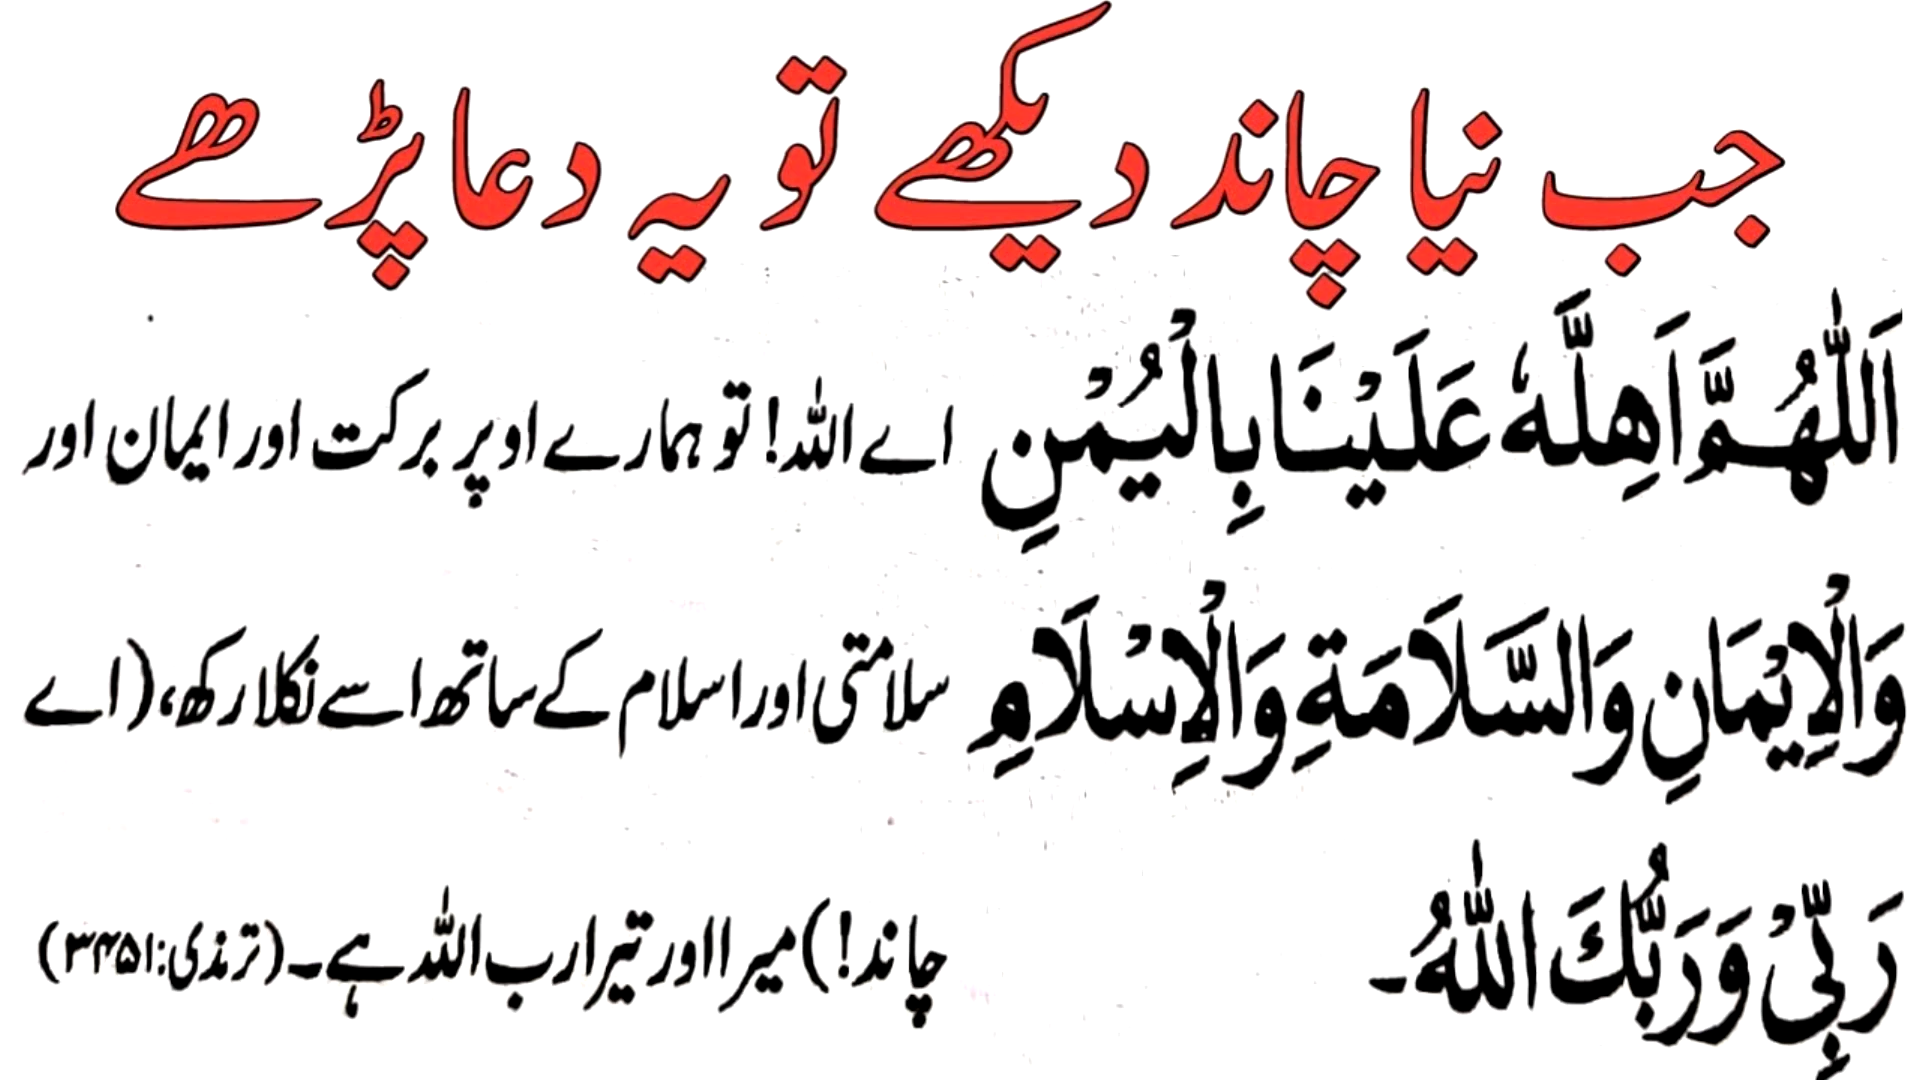 جب نیا چاند دیکھے تو یہ دعا پڑھے
اَللّٰهُمَّ اَهِلَّهٗ عَلَیْنَا بِالْیُمْنِ اے اللہ! تو ہمارے اوپر برکت اور ایمان اور
وَالْاِیْمَانِ وَالسَّلَامَةِ وَالْاِسْلَامِ سلامتی اور اسلام کے ساتھ اسے نکلا رکھ، (اے
رَبِّیْ وَرَبُّكَ اللّٰهُ۔ چاند!) میرا اور تیرا رب اللہ ہے۔ (ترمذی: ۳۴۵۱)